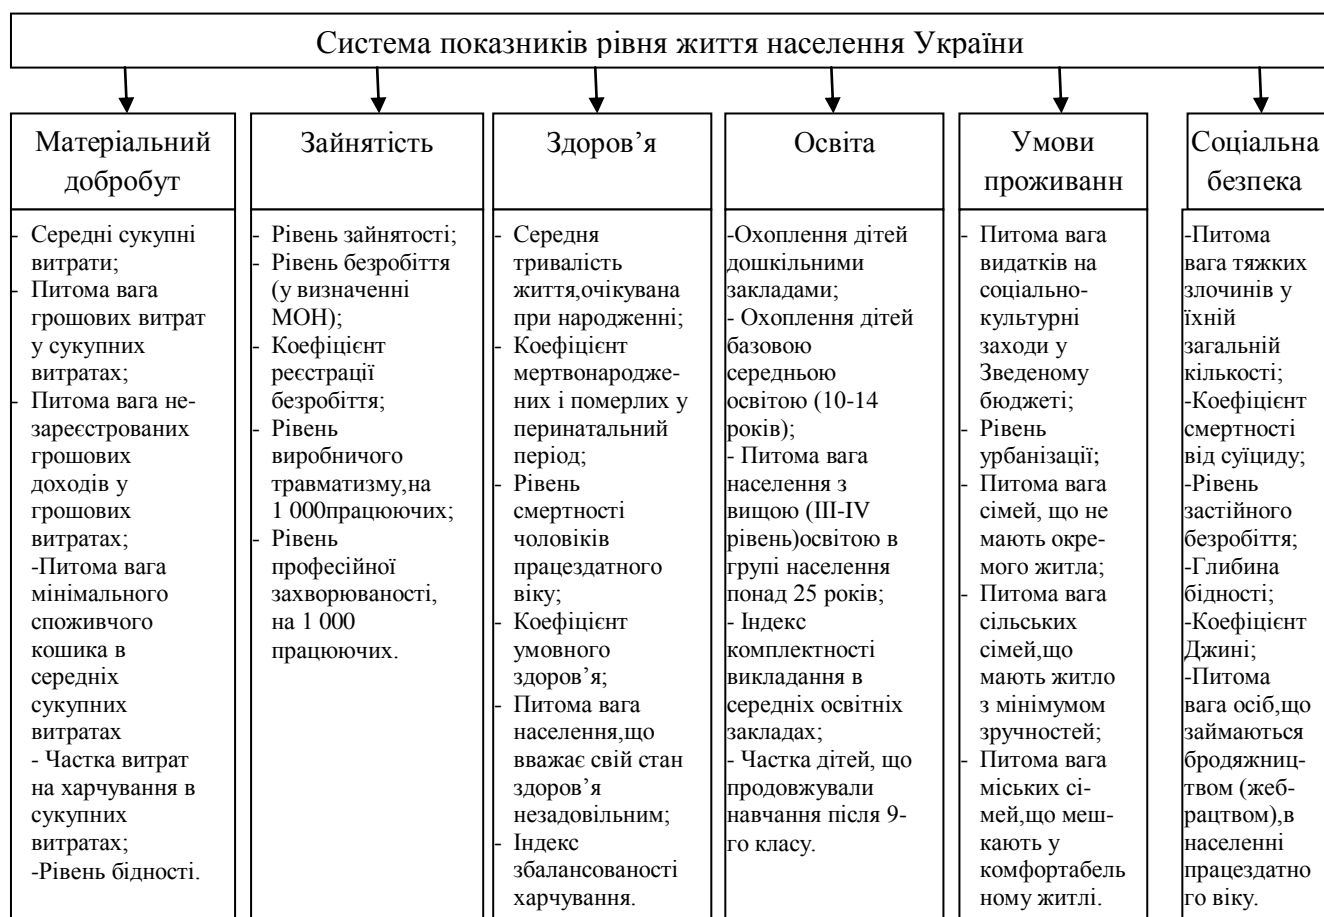 Система показників рівня життя населення України
Матеріальний
добробут
- Середні сукупні
витрати;
- Питома вага
грошових витрат
у сукупних
витратах;
- Питома вага не-
зареєстрованих
грошових
доходів у
грошових
витратах;
-Питома вага
мінімального
споживчого
кошика в
середніх
сукупних
витратах
- Частка витрат
на харчування в
сукупних
витратах;
-Рівень бідності.
Зайнятість
- Рівень зайнятості;
- Рівень безробіття
(у визначенні
МОН);
- Коефіцієнт
реєстрації
безробіття;
- Рівень
виробничого
травматизму,на
1 000працюючих;
- Рівень
професійної
захворюваності,
на 1 000
працюючих.
Здоров’я
- Середня
тривалість
життя,очікувана
при народженні;
- Коефіцієнт
мертвонародже-
них і померлих у
перинатальний
період;
- Рівень
смертності
чоловіків
працездатного
віку;
- Коефіцієнт
умовного
здоров’я;
- Питома вага
населення,що
вважає свій стан
здоров’я
незадовільним;
- Індекс
збалансованості
харчування.
Освіта
-Охоплення дітей
дошкільними
закладами;
- Охоплення дітей
базовою
середньою
освітою (10-14
років);
- Питома вага
населення з
вищою (III-IV
рівень)освітою в
групі населення
понад 25 років;
- Індекс
комплектності
викладання в
середніх освітніх
закладах;
- Частка дітей, що
продовжували
навчання після 9-
го класу.
Умови
проживанн
- Питома вага
видатків на
соціально-
культурні
заходи у
Зведеному
бюджеті;
- Рівень
урбанізації;
- Питома вага
сімей, що не
мають окре-
мого житла;
- Питома вага
сільських
сімей,що
мають житло
з мінімумом
зручностей;
- Питома вага
міських сі-
мей,що меш-
кають у
комфортабель
ному житлі.
Соціальна
безпека
-Питома
вага тяжких
злочинів у
їхній
загальній
кількості;
-Коефіцієнт
смертності
від суїциду;
-Рівень
застійного
безробіття;
-Глибина
бідності;
-Коефіцієнт
Джині;
-Питома
вага осіб,що
займаються
бродяжниц-
твом (жеб-
рацтвом),в
населенні
працездатно
го віку.